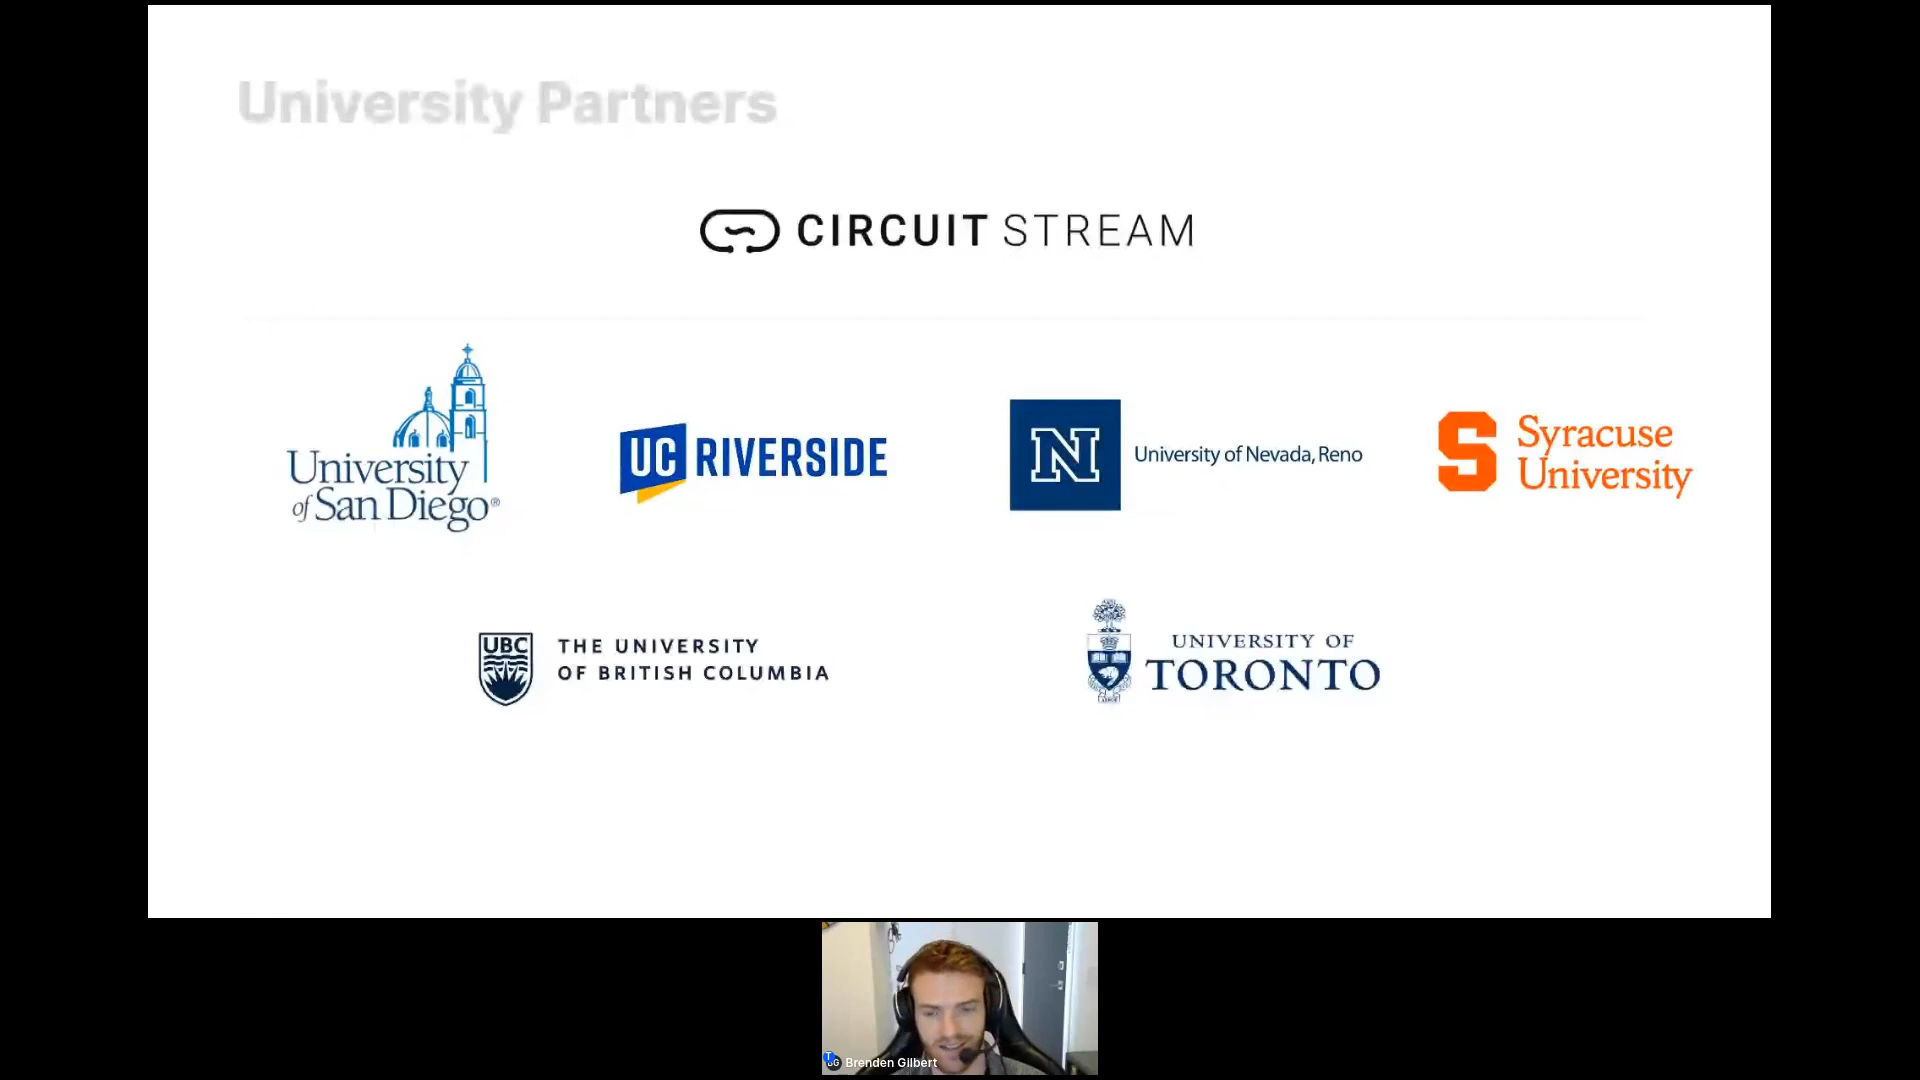 University Partners
CIRCUIT STREAM
University
of San Diego®
UC RIVERSIDE
N
University of Nevada, Reno
S
Syracuse
University
UBC
THE UNIVERSITY
OF BRITISH COLUMBIA
UNIVERSITY OF
TORONTO
T
BG
Brenden Gilbert